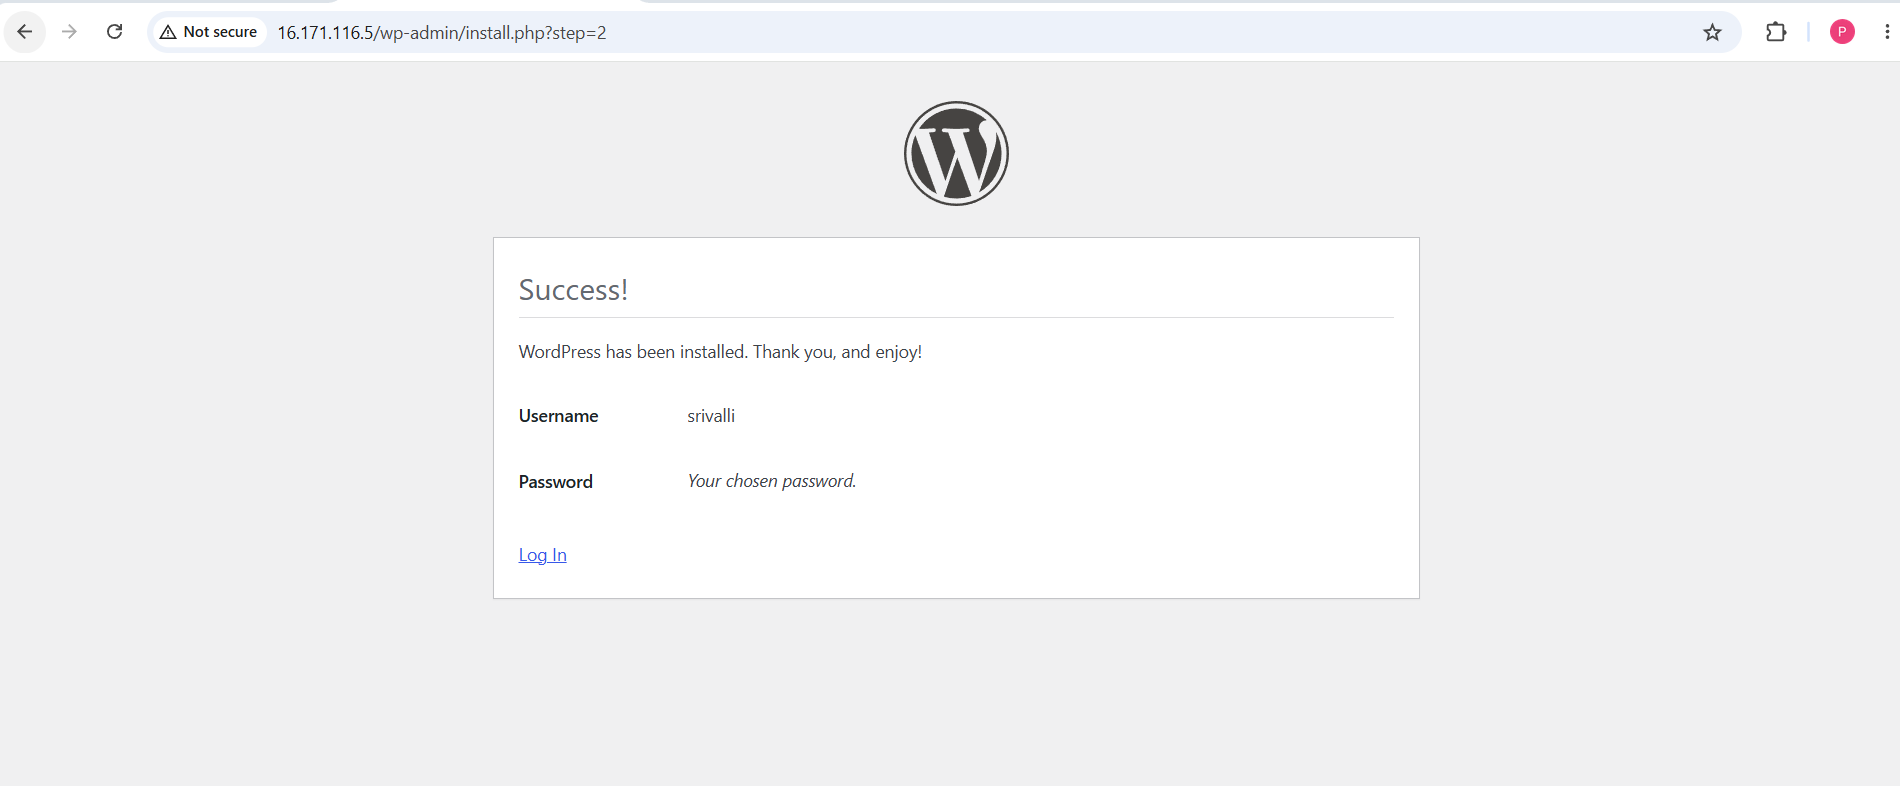 Not secure 16.171.116.5/wp-admin/install.php?step=2
P
W
Success!
WordPress has been installed. Thank you, and enjoy!
Username srivalli
Password Your chosen password.
Log In